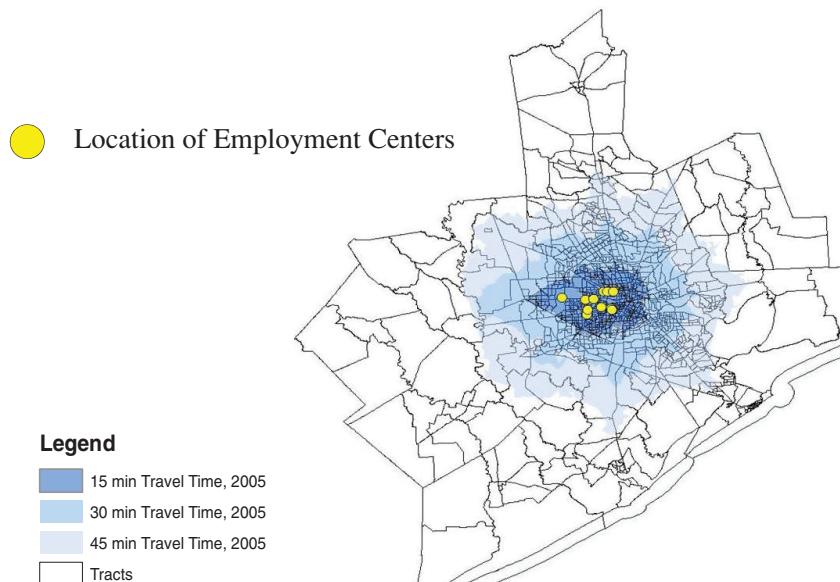 Location of Employment Centers
Legend
15 min Travel Time, 2005
30 min Travel Time, 2005
45 min Travel Time, 2005
Tracts